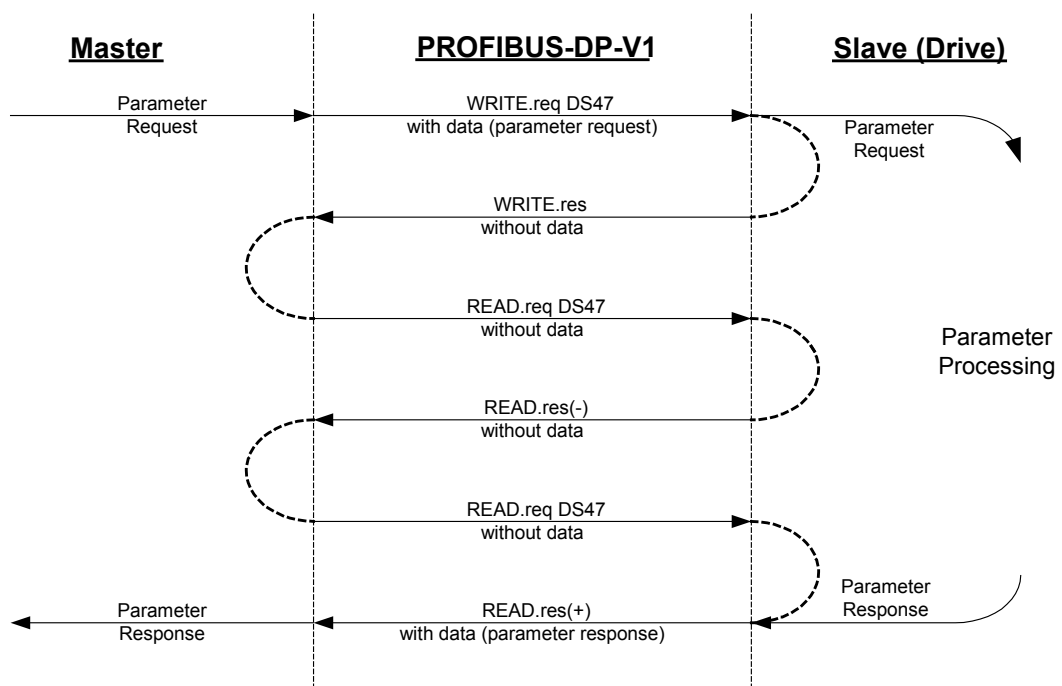 Master
PROFIBUS-DP-V1
Slave (Drive)
Parameter
Request
WRITE.req DS47
with data (parameter request)
Parameter
Request
WRITE.res
without data
READ.req DS47
without data
Parameter
Processing
READ.res(-)
without data
READ.req DS47
without data
Parameter
Response
READ.res(+)
with data (parameter response)
Parameter
Response